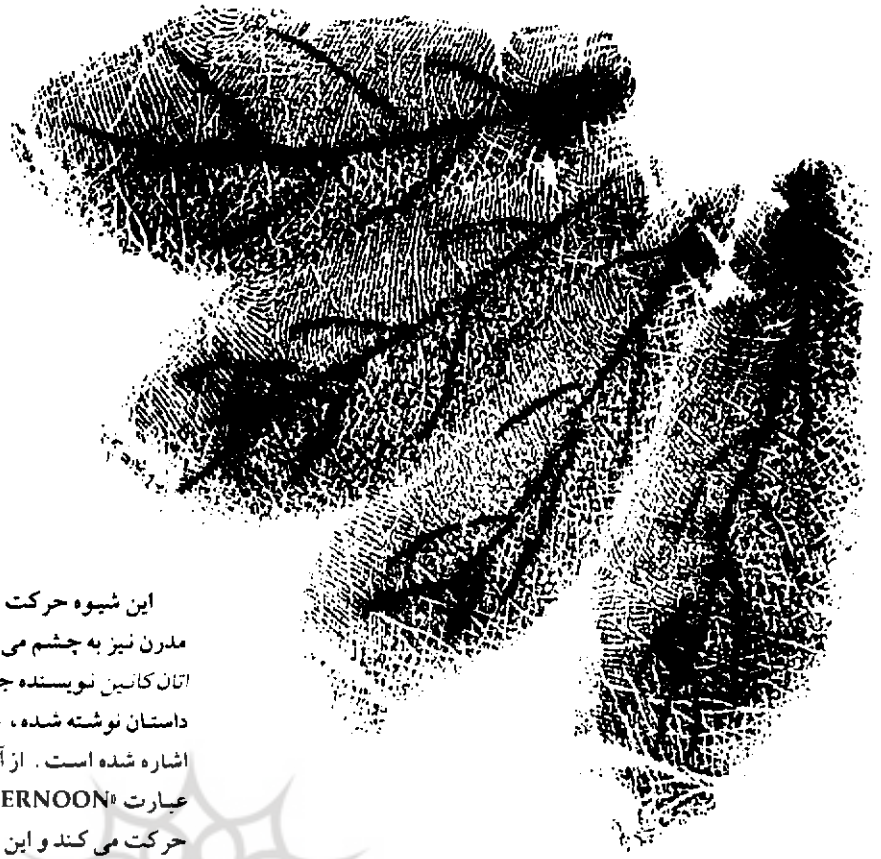 این شیوه حرکت
مدرن نیز به چشم می
اتان کانین نویسنده
داستان نوشته شده،
اشاره شده است. از
عبارت «ERNOON
حرکت می کند و این